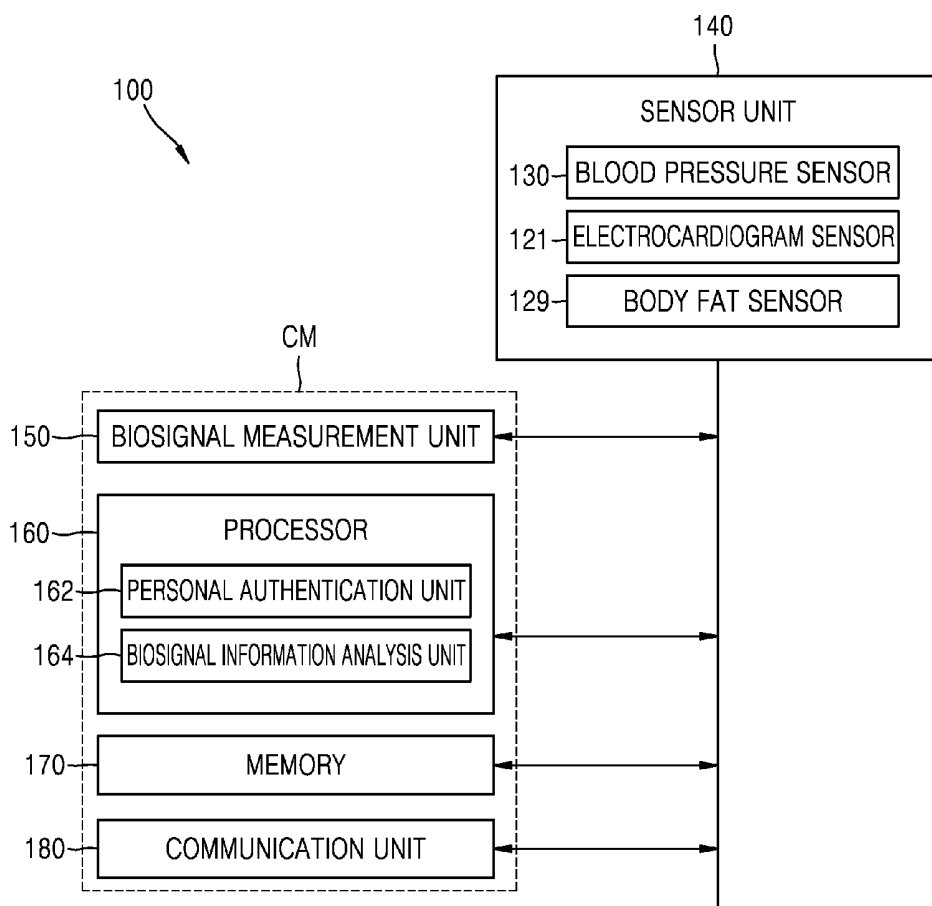 140
100
SENSOR UNIT
130 BLOOD PRESSURE SENSOR
121 ELECTROCARDIOGRAM SENSOR
129 BODY FAT SENSOR
CM
150 BIOSIGNAL MEASUREMENT UNIT
160 PROCESSOR
162 PERSONAL AUTHENTICATION UNIT
164 BIOSIGNAL INFORMATION ANALYSIS UNIT
170 MEMORY
180 COMMUNICATION UNIT